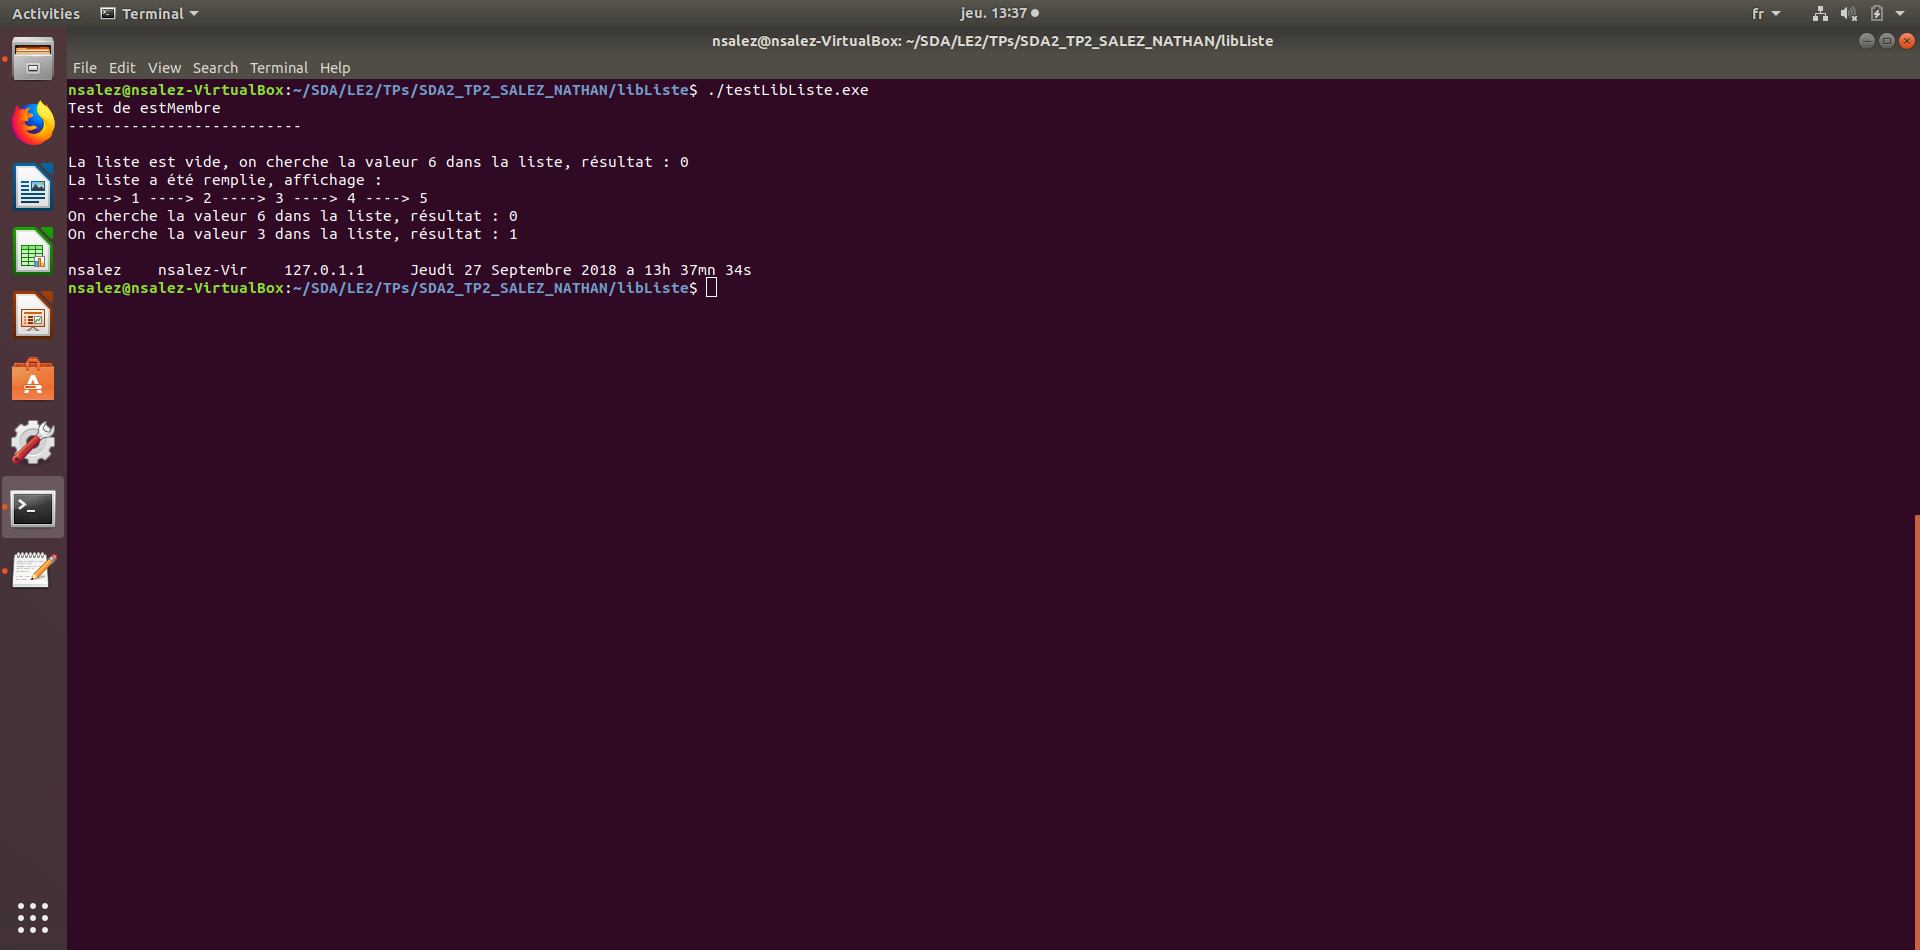 Activities Terminal jeu. 13:37 fr
nsalez@nsalez-VirtualBox: ~/SDA/LE2/TPs/SDA2_TP2_SALEZ_NATHAN/libListe
File Edit View Search Terminal Help
nsalez@nsalez-VirtualBox:~/SDA/LE2/TPs/SDA2_TP2_SALEZ_NATHAN/libListe$ ./testLibListe.exe
Test de estMembre
--------------------------
La liste est vide, on cherche la valeur 6 dans la liste, résultat : 0
La liste a été remplie, affichage :
----> 1 ----> 2 ----> 3 ----> 4 ----> 5
On cherche la valeur 6 dans la liste, résultat : 0
On cherche la valeur 3 dans la liste, résultat : 1
nsalez nsalez-Vir 127.0.1.1 Jeudi 27 Septembre 2018 a 13h 37mn 34s
nsalez@nsalez-VirtualBox:~/SDA/LE2/TPs/SDA2_TP2_SALEZ_NATHAN/libListe$